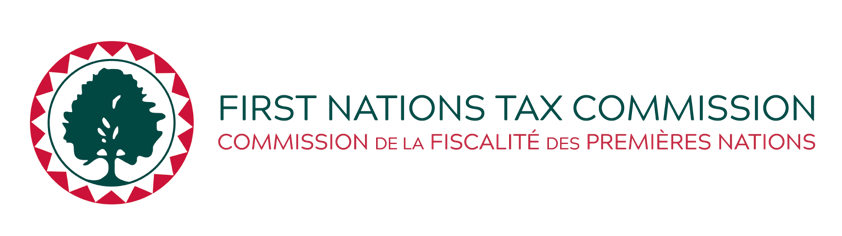 FIRST NATIONS TAX COMMISSION
COMMISSION DE LA FISCALITÉ DES PREMIÈRES NATIONS